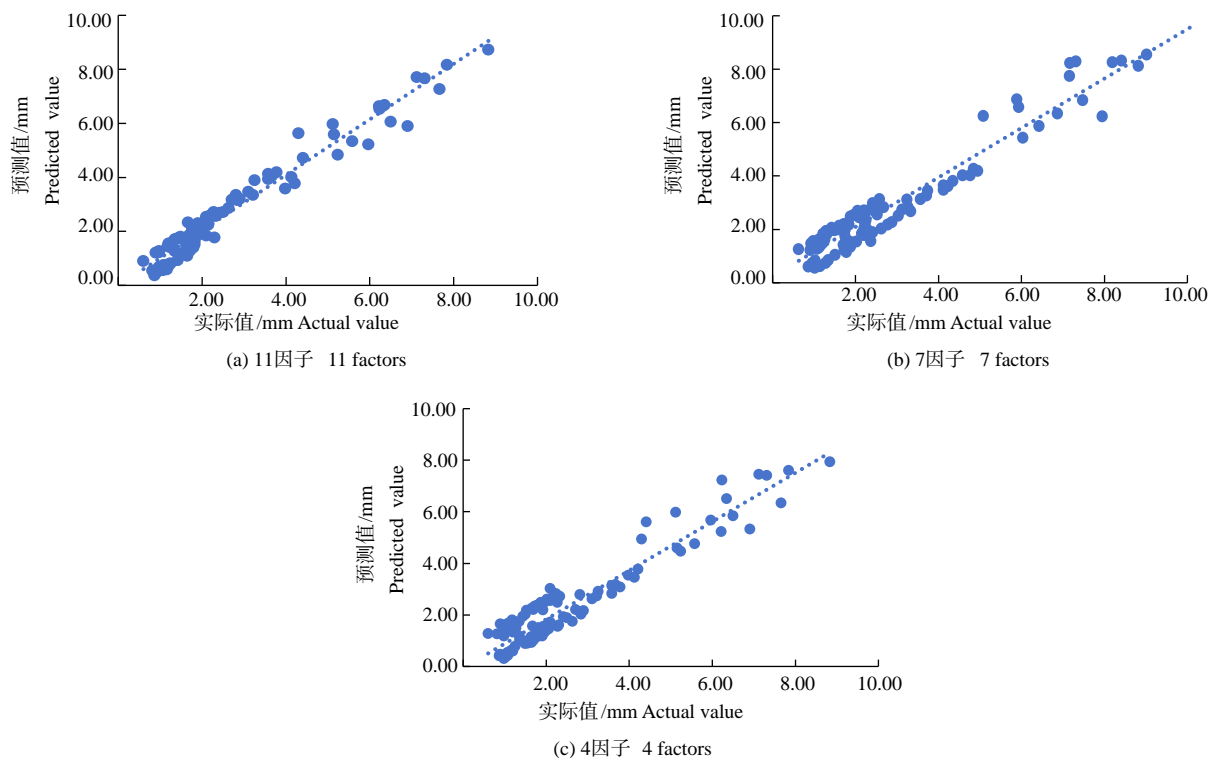 10.00
8.00
6.00
4.00
2.00
0.00
预测值/mm
Predicted value
2.00 4.00 6.00 8.00 10.00
实际值/mm Actual value
(a) 11因子 11 factors
10.00
8.00
6.00
4.00
2.00
0.00
预测值/mm
Predicted value
2.00 4.00 6.00 8.00 10.00
实际值/mm Actual value
(b) 7因子 7 factors
10.00
8.00
6.00
4.00
2.00
0.00
预测值/mm
Predicted value
2.00 4.00 6.00 8.00 10.00
实际值/mm Actual value
(c) 4因子 4 factors